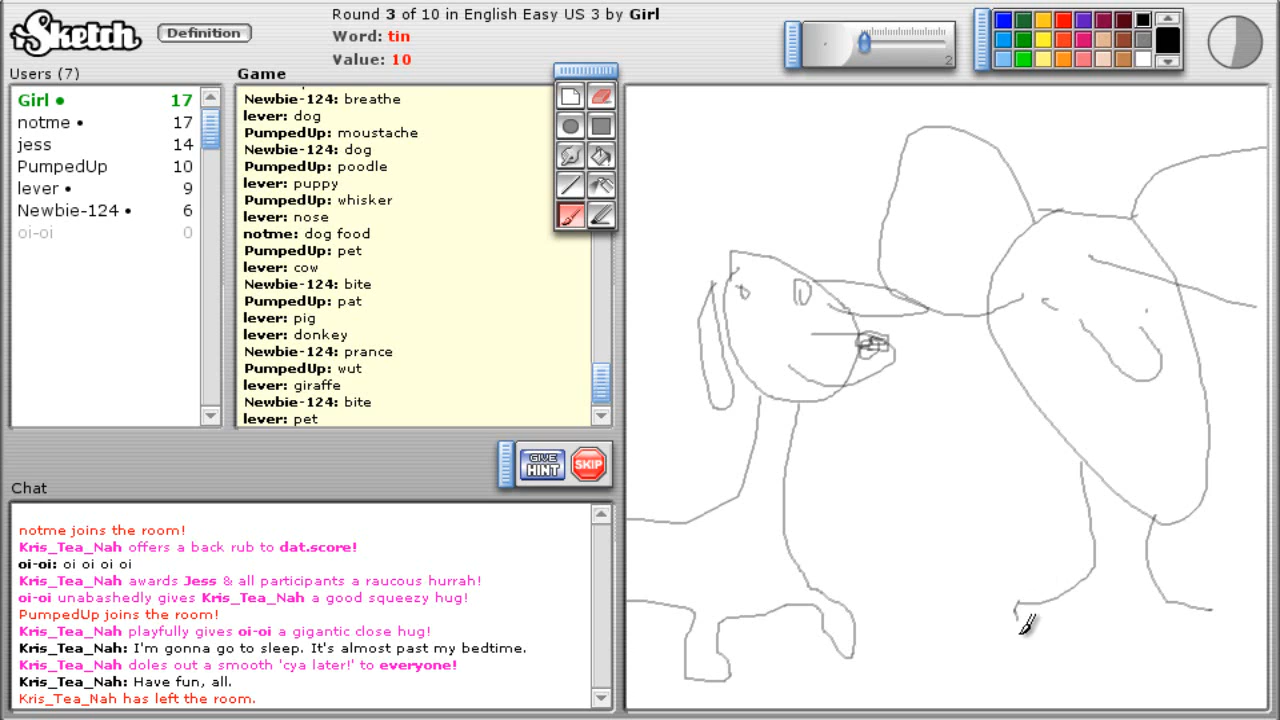 iSketch
Definition
Round 3 of 10 in English Easy US 3 by Girl
Word: tin
Value: 10
2
Users (7)
Girl • 17
notme • 17
jess 14
PumpedUp 10
lever • 9
Newbie-124 • 6
oi-oi 0
Game
Newbie-124: breathe
lever: dog
PumpedUp: moustache
Newbie-124: dog
PumpedUp: poodle
lever: puppy
PumpedUp: whisker
lever: nose
notme: dog food
PumpedUp: pet
lever: cow
Newbie-124: bite
PumpedUp: pat
lever: pig
lever: donkey
Newbie-124: prance
PumpedUp: wut
lever: giraffe
Newbie-124: bite
lever: pet
GIVE
HINT
SKIP
Chat
notme joins the room!
Kris_Tea_Nah offers a back rub to dat.score!
oi-oi: oi oi oi oi
Kris_Tea_Nah awards Jess & all participants a raucous hurrah!
oi-oi unabashedly gives Kris_Tea_Nah a good squeezy hug!
PumpedUp joins the room!
Kris_Tea_Nah playfully gives oi-oi a gigantic close hug!
Kris_Tea_Nah: I'm gonna go to sleep. It's almost past my bedtime.
Kris_Tea_Nah doles out a smooth 'cya later!' to everyone!
Kris_Tea_Nah: Have fun, all.
Kris_Tea_Nah has left the room.